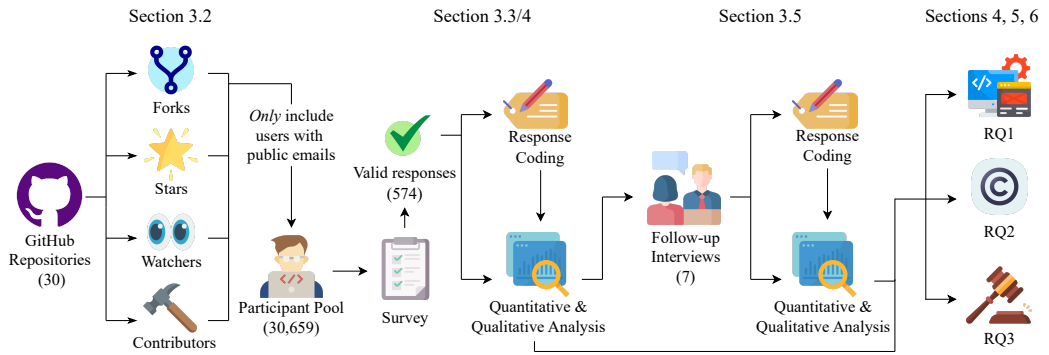 Section 3.2
Section 3.3/4
Section 3.5
Sections 4, 5, 6
Forks
Stars
Watchers
Contributors
GitHub
Repositories
(30)
Only include
users with
public emails
Participant Pool
(30,659)
Valid responses
(574)
Survey
Response
Coding
Quantitative &
Qualitative Analysis
Follow-up
Interviews
(7)
Response
Coding
Quantitative &
Qualitative Analysis
RQ1
RQ2
RQ3